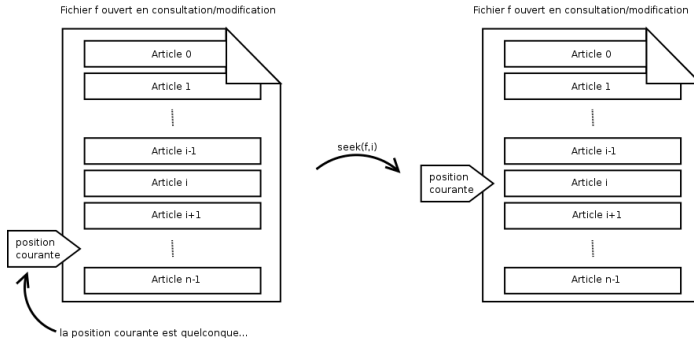 Fichier f ouvert en consultation/modification
Article 0
Article 1
Article i-1
Article i
Article i+1
Article n-1
position
courante
la position courante est quelconque...
seek(f,i)
Fichier f ouvert en consultation/modification
Article 0
Article 1
Article i-1
Article i
Article i+1
Article n-1
position
courante